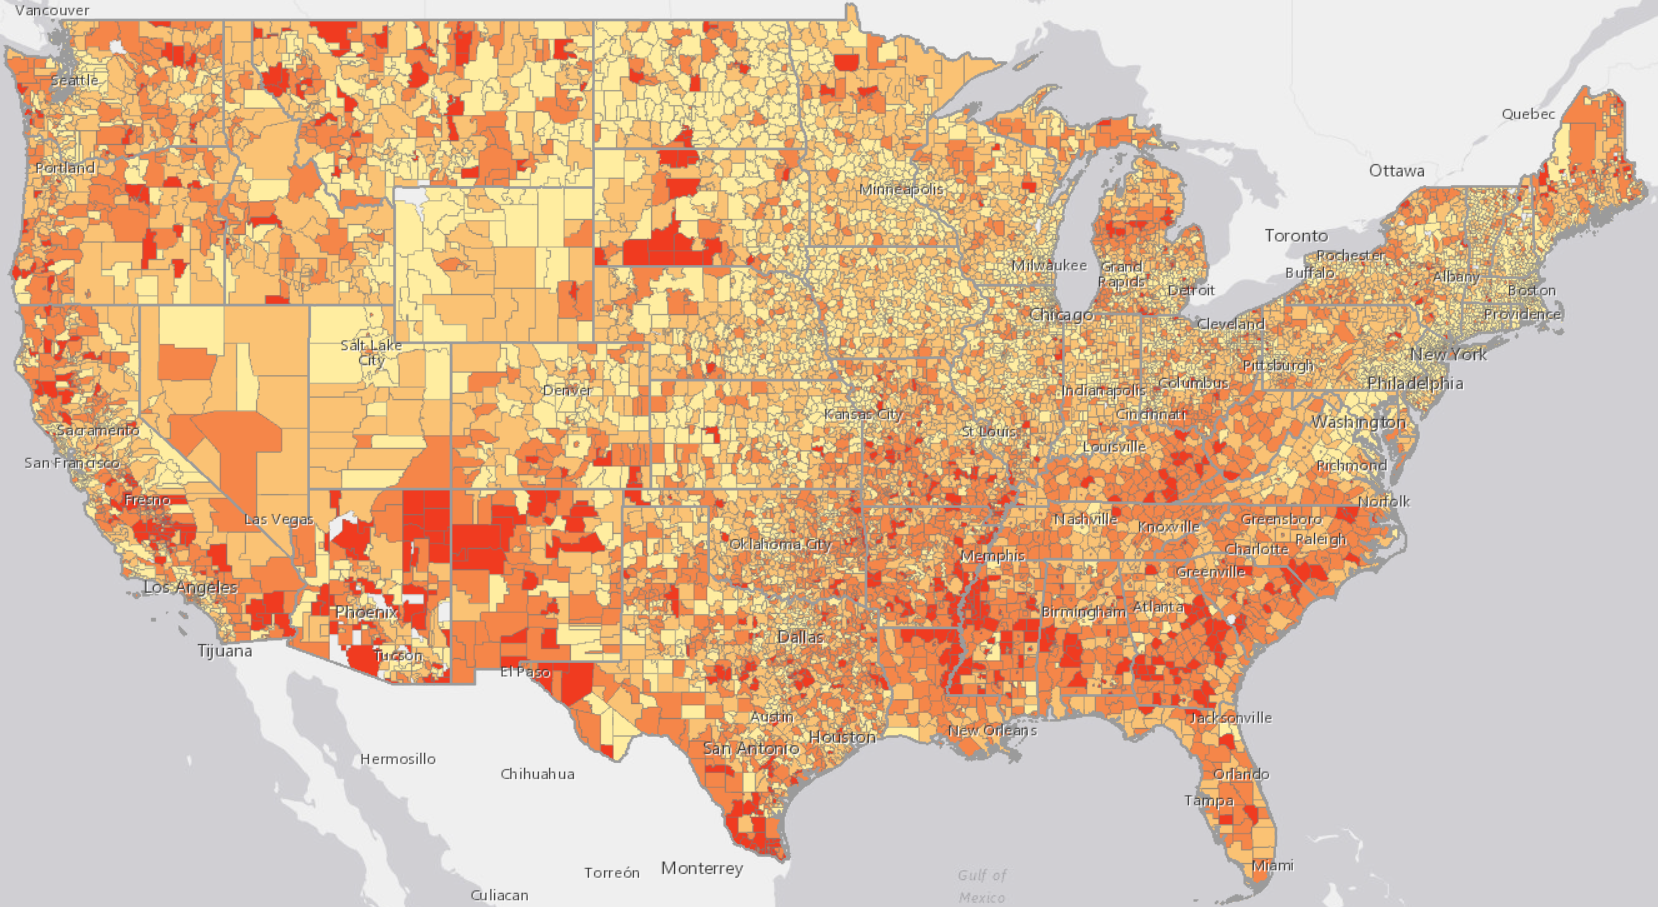 Vancouver
Seattle
Quebec
Portland
Ottawa
Minneapolis
Toronto
Rochester
Milwaukee
Grand
Rapids
Buffalo
Albany
Detroit
Boston
Chicago
Providence
Cleveland
Salt Lake
City
New York
Pittsburgh
Denver
Indianapolis
Columbus
Philadelphia
Kansas City
Cincinnati
Washington
Sacramento
St Louis
Louisville
San Francisco
Richmond
Fresno
Norfolk
Las Vegas
Nashville
Knoxville
Greensboro
Raleigh
Oklahoma City
Memphis
Charlotte
Los Angeles
Greenville
Phoenix
Birmingham
Atlanta
Dallas
Tijuana
Tucson
El Paso
Austin
Jacksonville
New Orleans
Houston
San Antonio
Hermosillo
Chihuahua
Orlando
Tampa
Miami
Monterrey
Torreón
Gulf of
Mexico
Culiacan